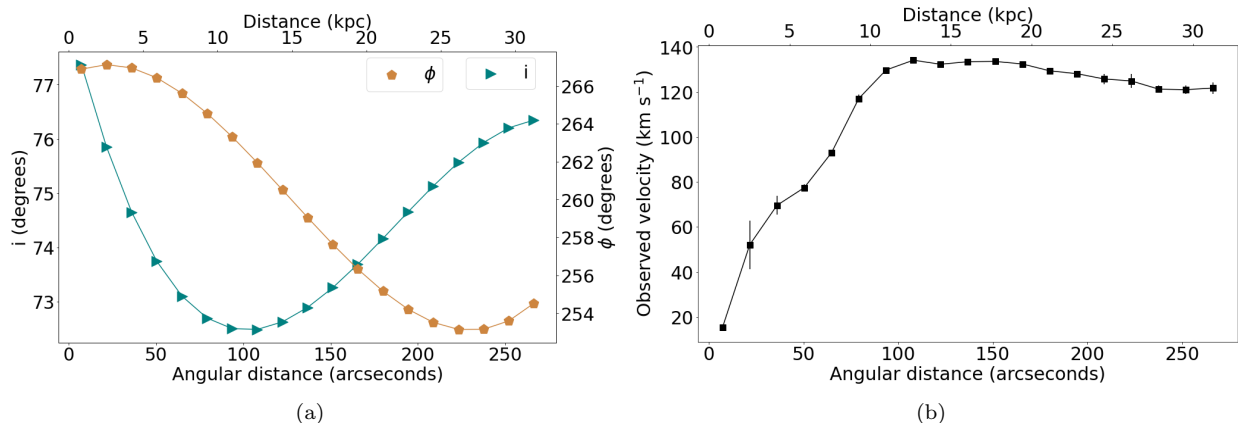 Distance (kpc)
0 5 10 15 20 25 30
ϕ i
77
76
75
74
73
i (degrees)
266
264
262
260
258
256
254
ϕ (degrees)
0 50 100 150 200 250
Angular distance (arcseconds)
(a)
Distance (kpc)
0 5 10 15 20 25 30
140
120
100
80
60
40
20
Observed velocity (km s⁻¹)
0 50 100 150 200 250
Angular distance (arcseconds)
(b)